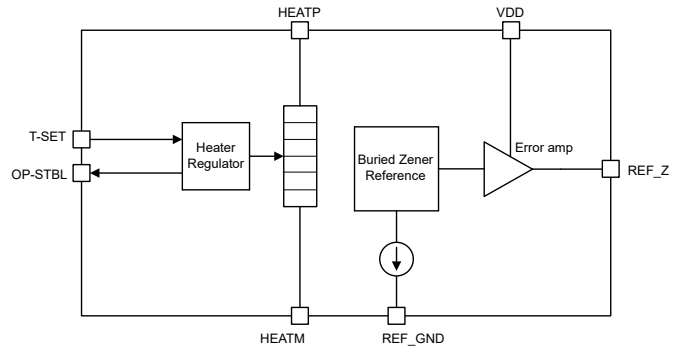 HEATP
VDD
T-SET
OP-STBL
Heater
Regulator
Buried Zener
Reference
Error amp
REF_Z
HEATM
REF_GND